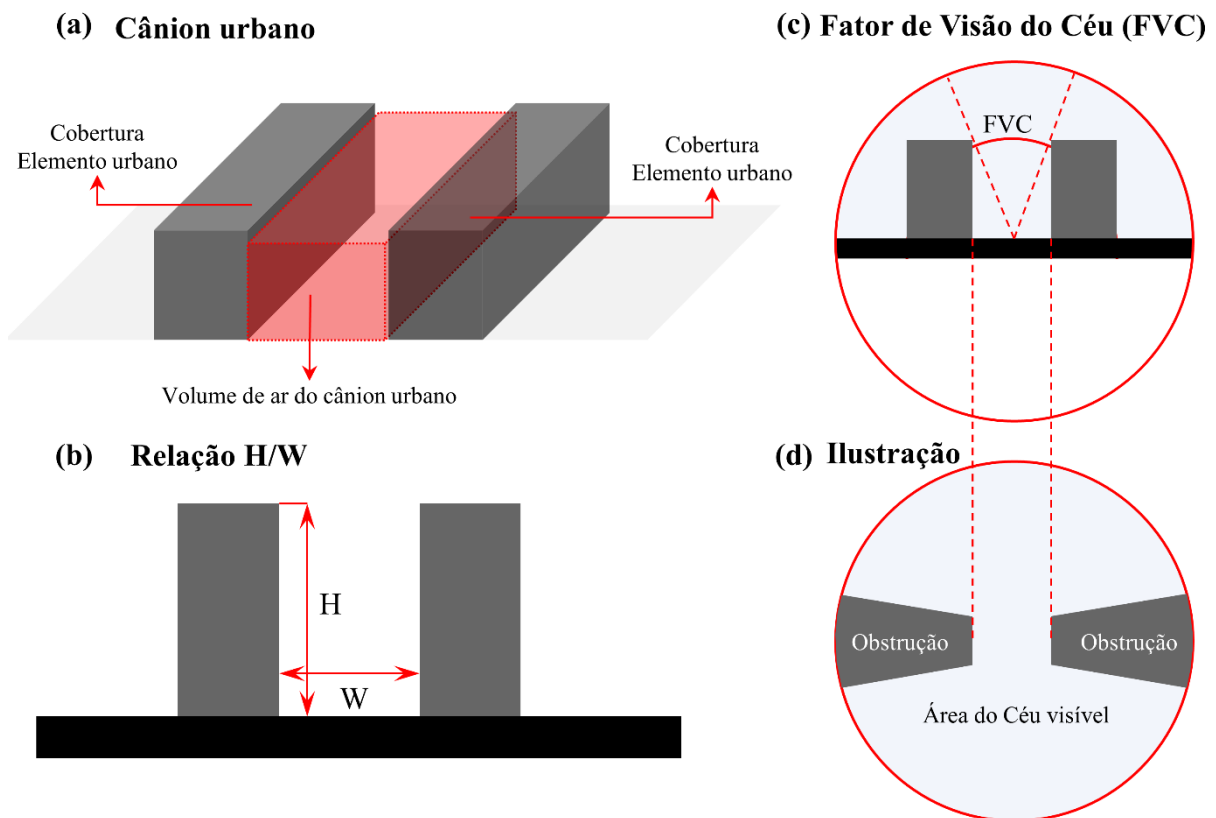 (a) Cânion urbano
Cobertura
Elemento urbano
Cobertura
Elemento urbano
Volume de ar do cânion urbano
(b) Relação H/W
H
W
(c) Fator de Visão do Céu (FVC)
FVC
(d) Ilustração
Obstrução
Obstrução
Área do Céu visível